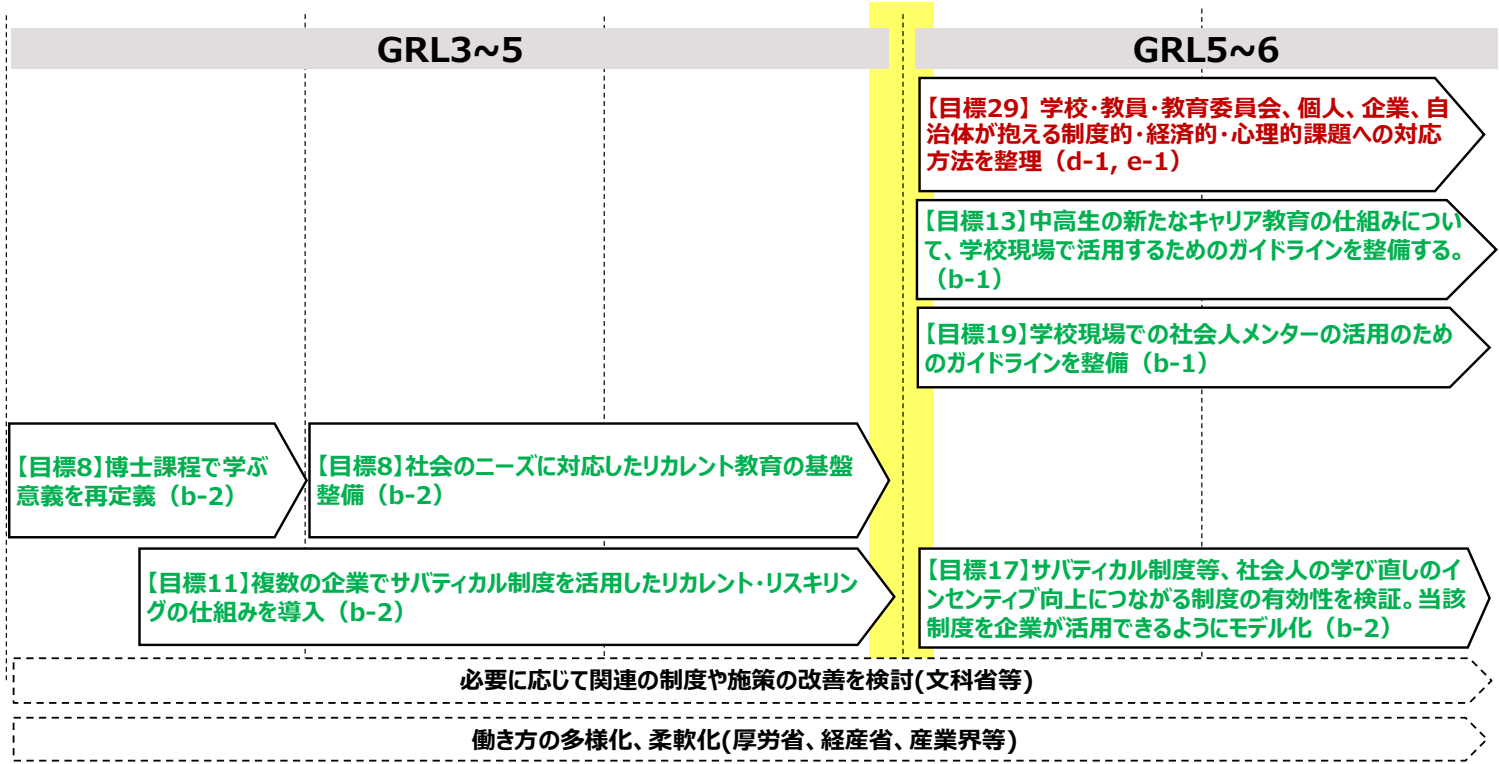 GRL3~5
GRL5~6
【目標29】 学校・教員・教育委員会、個人、企業、自
治体が抱える制度的・経済的・心理的課題への対応
方法を整理（d-1, e-1）
【目標13】中高生の新たなキャリア教育の仕組みについ
て、学校現場で活用するためのガイドラインを整備する。
（b-1）
【目標19】学校現場での社会人メンターの活用のため
のガイドラインを整備（b-1）
【目標8】博士課程で学ぶ
意義を再定義（b-2）
【目標8】社会のニーズに対応したリカレント教育の基盤
整備（b-2）
【目標11】複数の企業でサバティカル制度を活用したリカレント・リスキリン
グの仕組みを導入（b-2）
【目標17】サバティカル制度等、社会人の学び直しのイ
ンセンティブ向上につながる制度の有効性を検証。当該
制度を企業が活用できるようにモデル化（b-2）
必要に応じて関連の制度や施策の改善を検討(文科省等)
働き方の多様化、柔軟化(厚労省、経産省、産業界等)